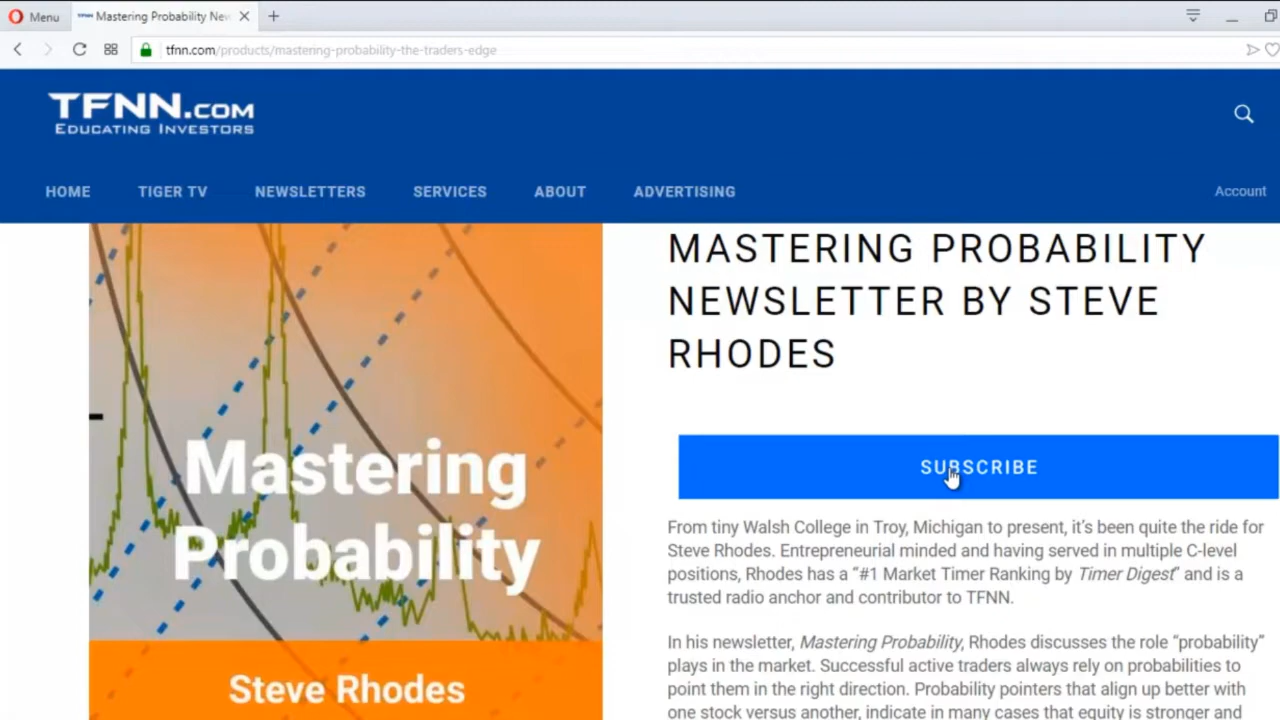 Menu
TFNN Mastering Probability New
tfnn.com/products/mastering-probability-the-traders-edge
TFNN.COM
EDUCATING INVESTORS
HOME TIGER TV NEWSLETTERS SERVICES ABOUT ADVERTISING Account
Mastering
Probability
Steve Rhodes
MASTERING PROBABILITY
NEWSLETTER BY STEVE
RHODES
SUBSCRIBE
From tiny Walsh College in Troy, Michigan to present, it's been quite the ride for
Steve Rhodes. Entrepreneurial minded and having served in multiple C-level
positions, Rhodes has a “#1 Market Timer Ranking by Timer Digest” and is a
trusted radio anchor and contributor to TFNN.
In his newsletter, Mastering Probability, Rhodes discusses the role “probability”
plays in the market. Successful active traders always rely on probabilities to
point them in the right direction. Probability pointers that align up better with
one stock versus another, indicate in many cases that equity is stronger and